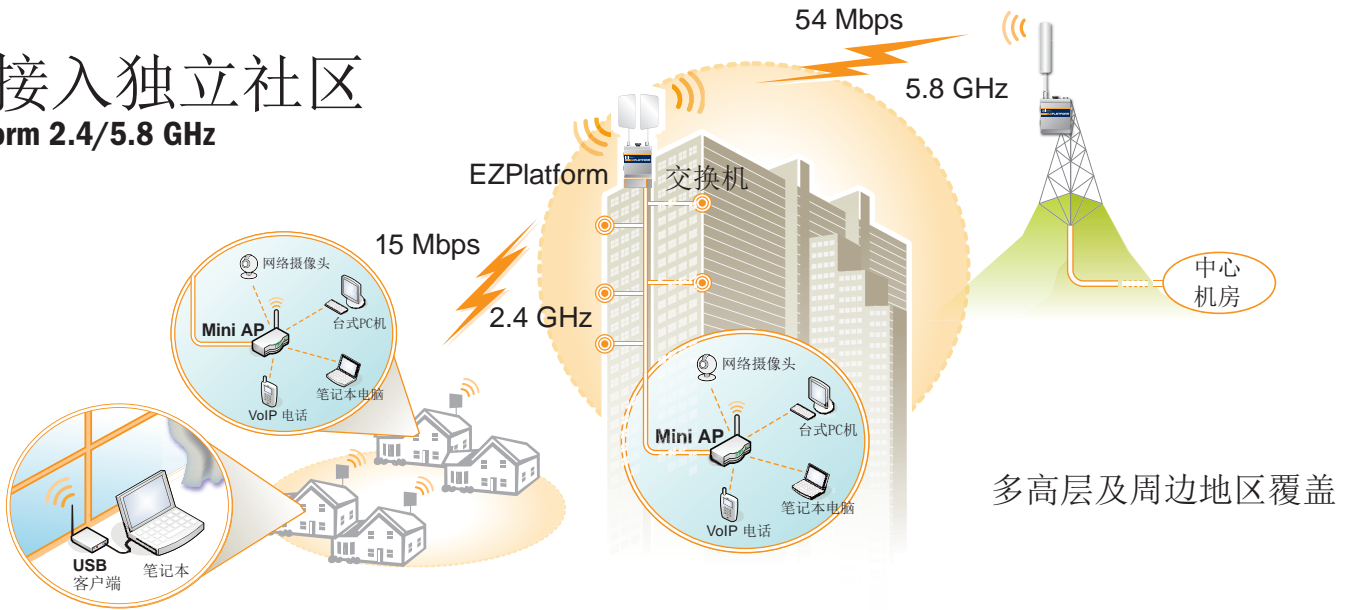 接入独立社区
orm 2.4/5.8 GHz
54 Mbps
5.8 GHz
EZPlatform
交换机
15 Mbps
2.4 GHz
中心
机房
网络摄像头
台式PC机
Mini AP
笔记本电脑
VoIP 电话
网络摄像头
台式PC机
Mini AP
笔记本电脑
VoIP 电话
USB
客户端
笔记本
多高层及周边地区覆盖